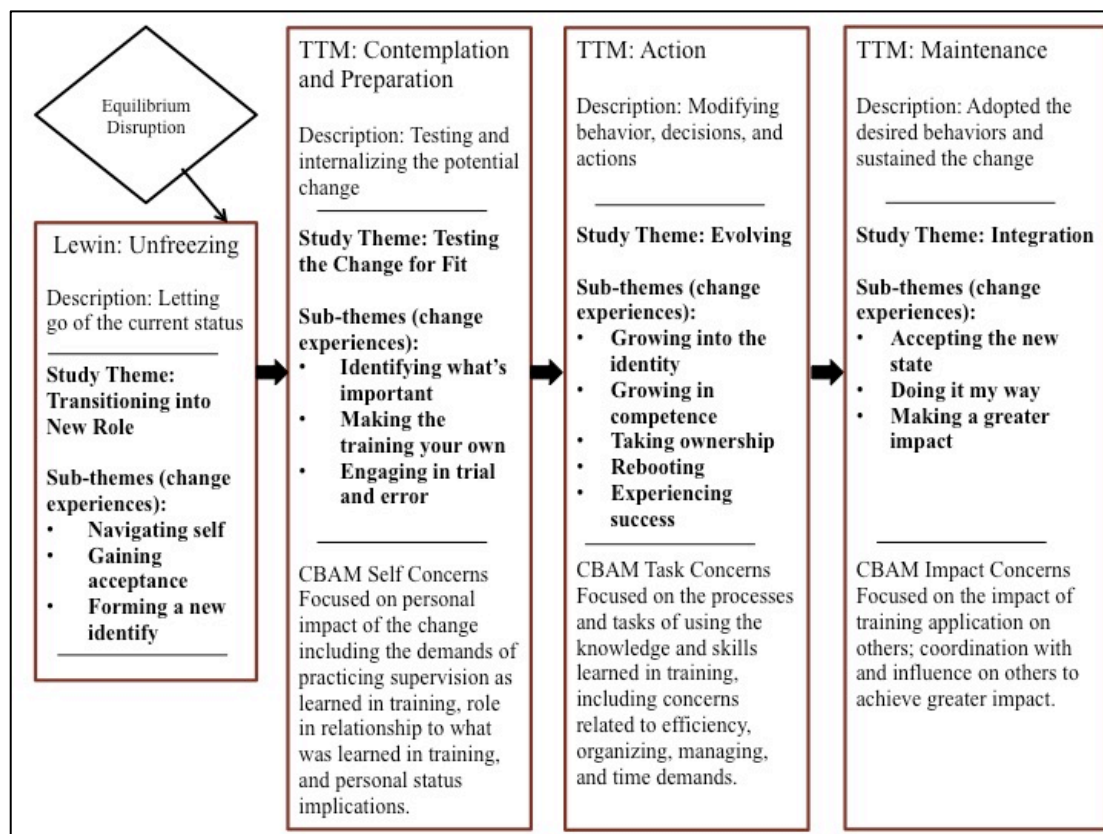 Equilibrium
Disruption
Lewin: Unfreezing
Description: Letting
go of the current status
Study Theme:
Transitioning into
New Role
Sub-themes (change
experiences):
• Navigating self
• Gaining
acceptance
• Forming a new
identify
TTM: Contemplation
and Preparation
Description: Testing and
internalizing the potential
change
Study Theme: Testing
the Change for Fit
Sub-themes (change
experiences):
• Identifying what's
important
• Making the
training your own
• Engaging in trial
and error
CBAM Self Concerns
Focused on personal
impact of the change
including the demands of
practicing supervision as
learned in training, role
in relationship to what
was learned in training,
and personal status
implications.
TTM: Action
Description: Modifying
behavior, decisions, and
actions
Study Theme: Evolving
Sub-themes (change
experiences):
• Growing into the
identity
• Growing in
competence
• Taking ownership
• Rebooting
• Experiencing
success
CBAM Task Concerns
Focused on the processes
and tasks of using the
knowledge and skills
learned in training,
including concerns
related to efficiency,
organizing, managing,
and time demands.
TTM: Maintenance
Description: Adopted the
desired behaviors and
sustained the change
Study Theme: Integration
Sub-themes (change
experiences):
• Accepting the new
state
• Doing it my way
• Making a greater
impact
CBAM Impact Concerns
Focused on the impact of
training application on
others; coordination with
and influence on others to
achieve greater impact.